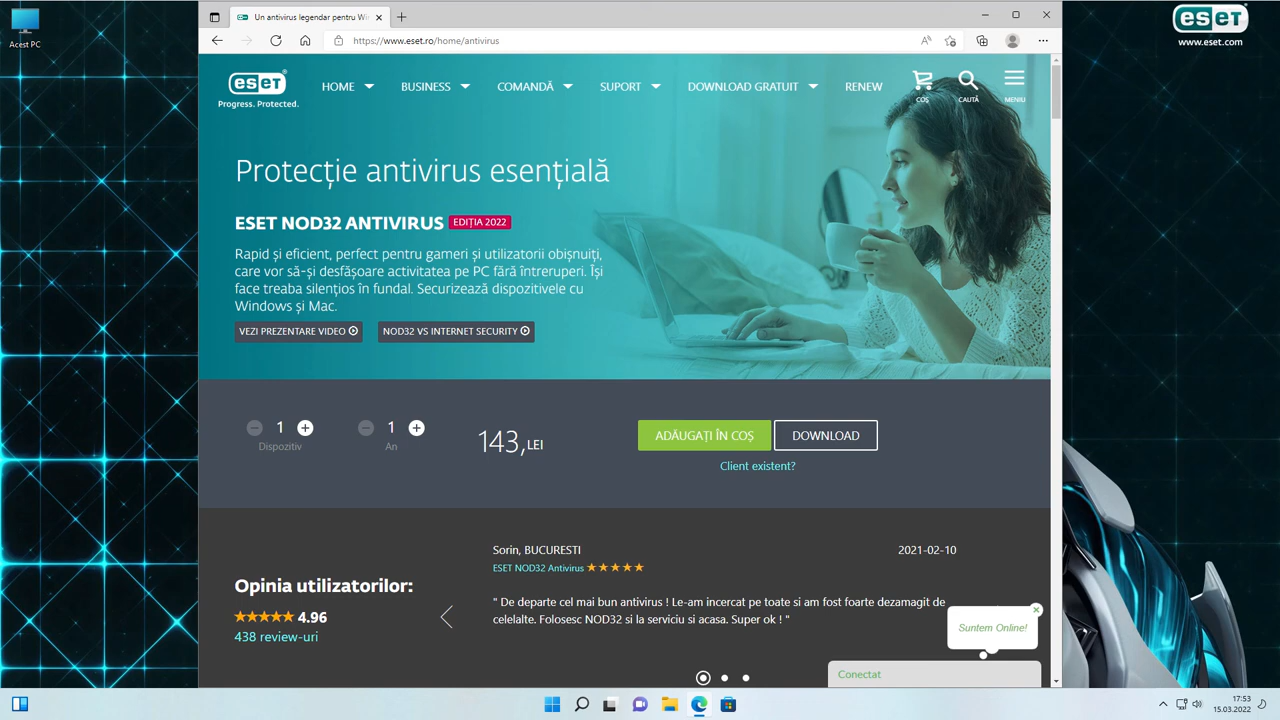 Acest PC
Un antivirus legendar pentru Wi
https://www.eset.ro/home/antivirus
eset
www.eset.com
eset
Progress. Protected.
HOME
BUSINESS
COMANDĂ
SUPORT
DOWNLOAD GRATUIT
RENEW
COȘ
CAUTĂ
MENIU
Protecție antivirus esențială
ESET NOD32 ANTIVIRUS EDIȚIA 2022
Rapid și eficient, perfect pentru gameri și utilizatorii obișnuiți,
care vor să-și desfășoare activitatea pe PC fără întreruperi. Își
face treaba silențios în fundal. Securizează dispozitivele cu
Windows și Mac.
VEZI PREZENTARE VIDEO
NOD32 VS INTERNET SECURITY
1
Dispozitiv
1
An
143, LEI
ADĂUGAȚI ÎN COȘ
DOWNLOAD
Client existent?
Opinia utilizatorilor:
4.96
438 review-uri
Sorin, BUCURESTI
2021-02-10
ESET NOD32 Antivirus
" De departe cel mai bun antivirus ! Le-am incercat pe toate si am fost foarte dezamagit de
celelalte. Folosesc NOD32 si la serviciu si acasa. Super ok ! "
Suntem Online!
Conectat
17:53
15.03.2022